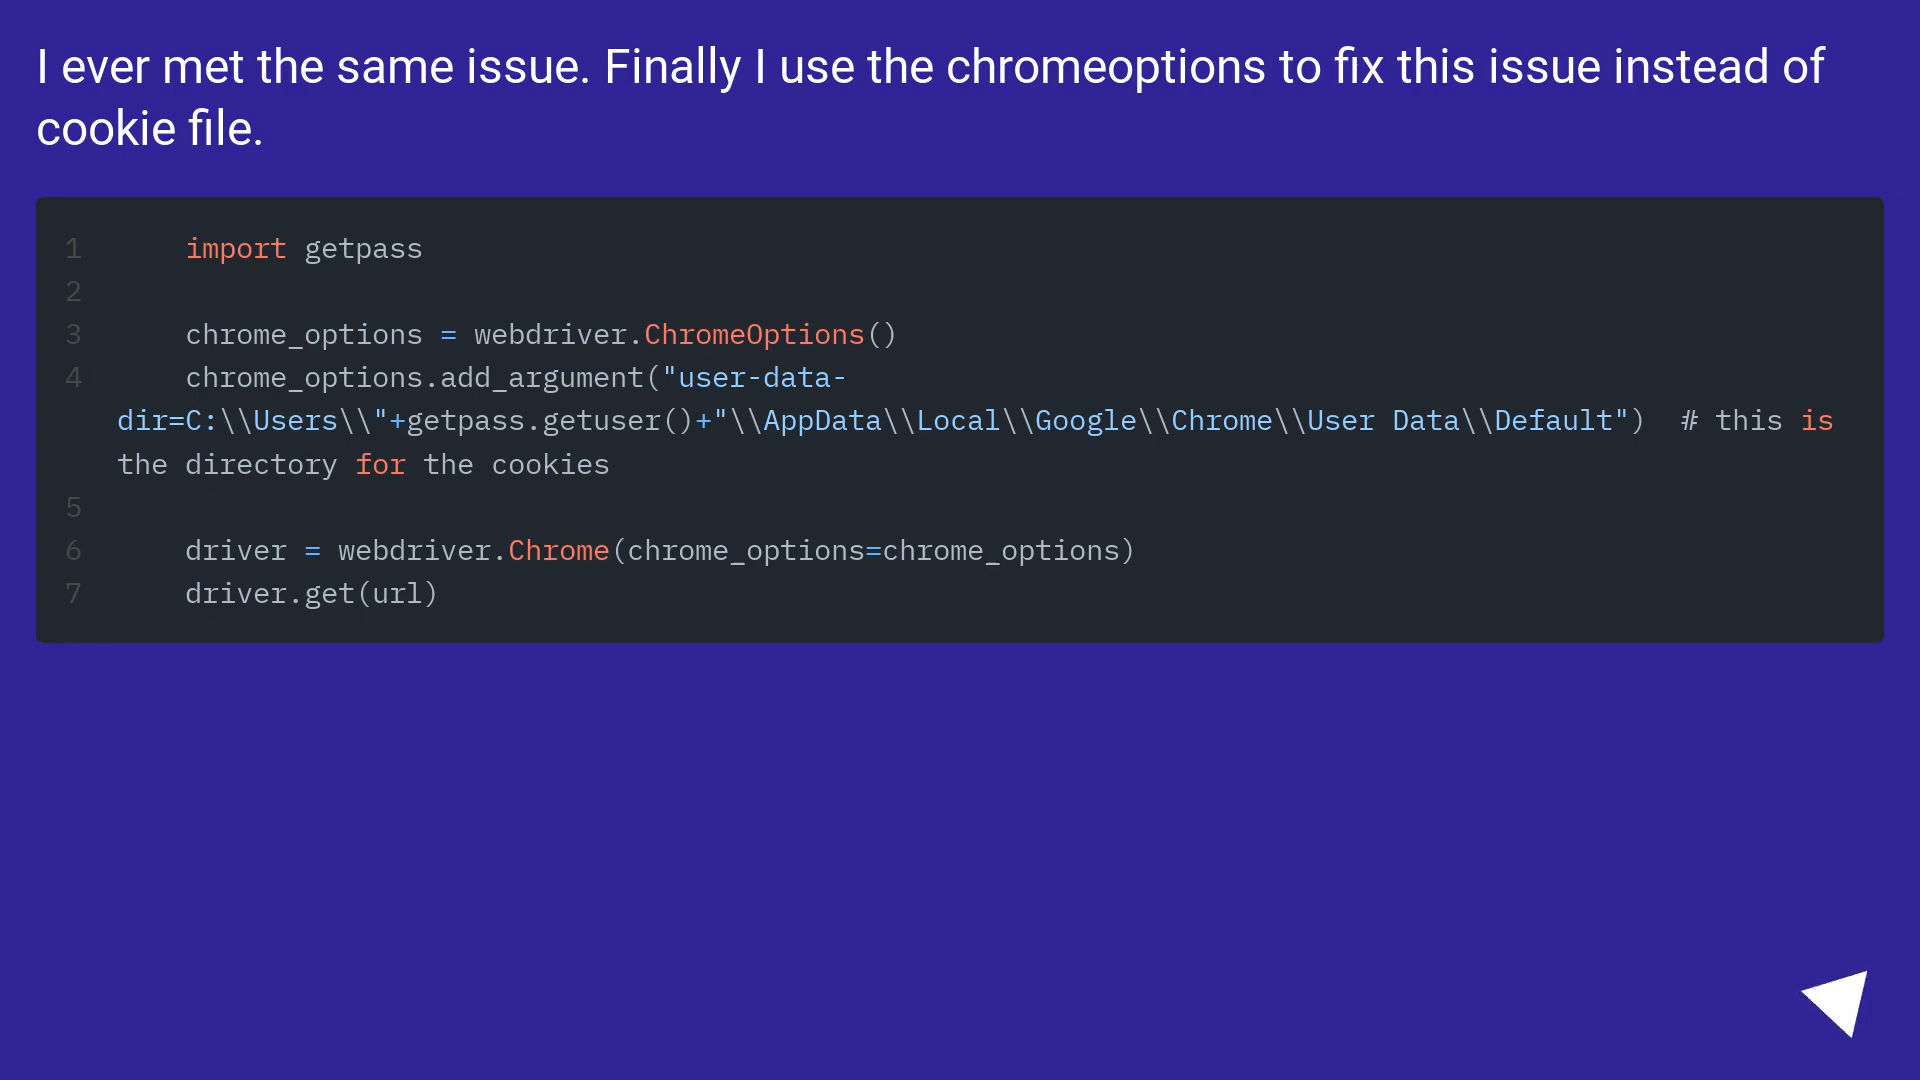 I ever met the same issue. Finally I use the chromeoptions to fix this issue instead of
cookie file.
1 import getpass
2
3 chrome_options = webdriver.ChromeOptions()
4 chrome_options.add_argument("user-data-
dir=C:\\Users\\"+getpass.getuser()+"\\AppData\\Local\\Google\\Chrome\\User Data\\Default")  # this is
the directory for the cookies
5
6 driver = webdriver.Chrome(chrome_options=chrome_options)
7 driver.get(url)